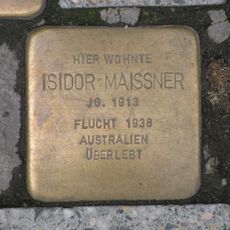 HIER WOHNTE
ISIDOR MAISSNER
JG. 1913
FLUCHT 1938
AUSTRALIEN
ÜBERLEBT